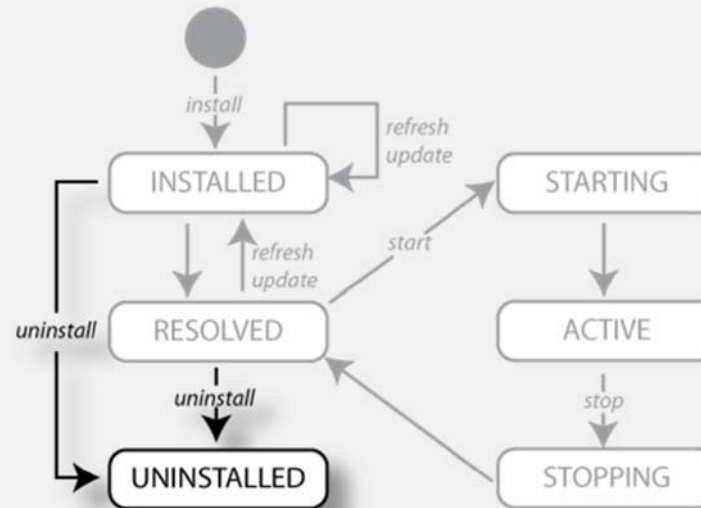 install
refresh
update
INSTALLED
STARTING
start
refresh
update
uninstall
RESOLVED
ACTIVE
uninstall
stop
UNINSTALLED
STOPPING